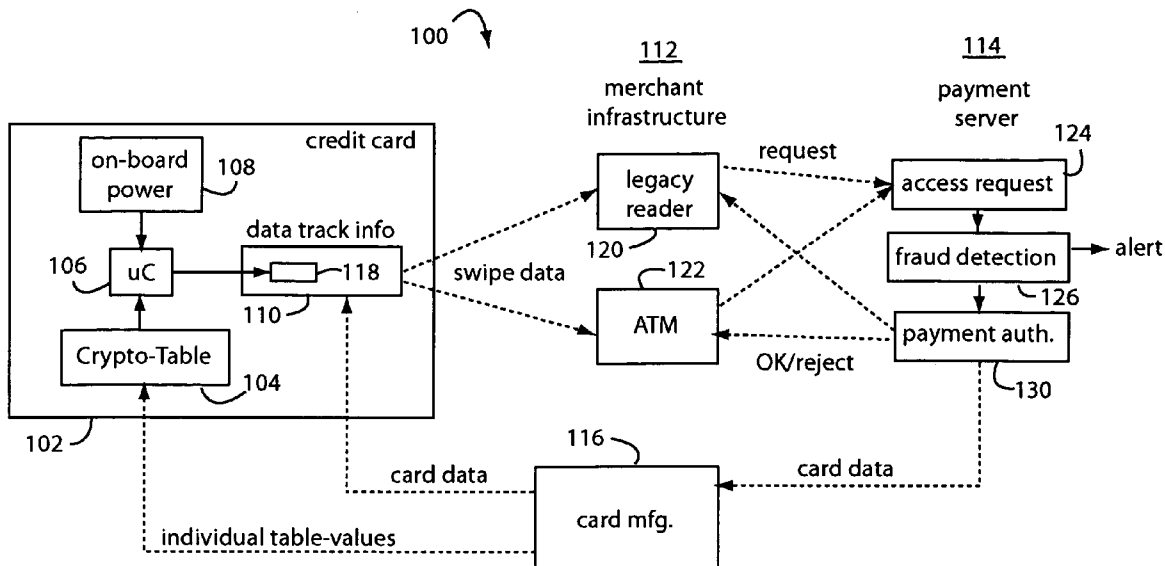 100
112
merchant
infrastructure
114
payment
server
credit card
on-board
power
108
data track info
uC
106
118
110
Crypto-Table
104
102
swipe data
legacy
reader
120
122
ATM
request
OK/reject
124
access request
fraud detection
alert
126
payment auth.
130
116
card mfg.
card data
card data
individual table-values